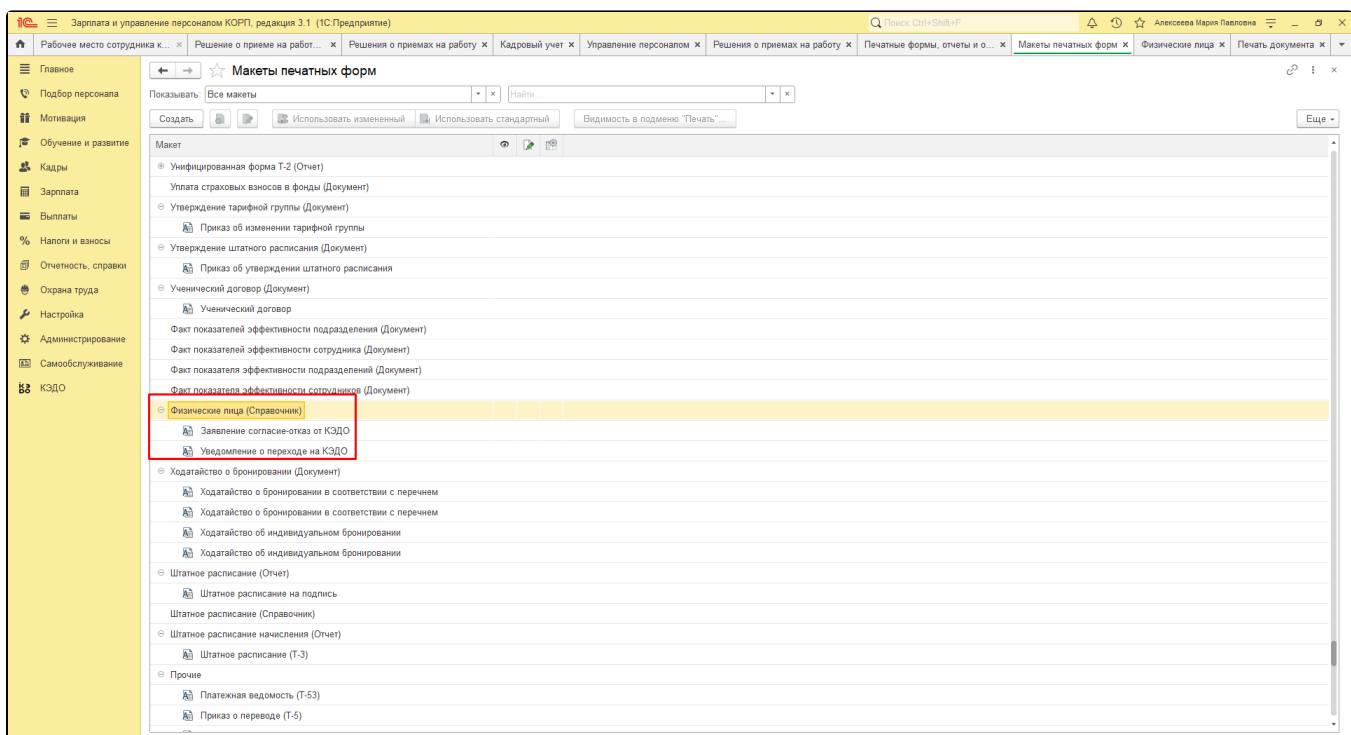 1С Зарплата и управление персоналом КОРП, редакция 3.1 (1С:Предприятие) Поиск Ctrl+Shift+F Алексеева Мария Павловна
Рабочее место сотрудника к... Решение о приеме на работ... Решения о приемах на работу Кадровый учет Управление персоналом Решения о приемах на работу Печатные формы, отчеты и о... Макеты печатных форм Физические лица Печать документа
Главное
Подбор персонала
Мотивация
Обучение и развитие
Кадры
Зарплата
Выплаты
% Налоги и взносы
Отчетность, справки
Охрана труда
Настройка
Администрирование
Самообслуживание
КЭДО
Макеты печатных форм
Показывать: Все макеты Найти...
Создать Использовать измененный Использовать стандартный Видимость в подменю "Печать"... Еще
Макет
Унифицированная форма Т-2 (Отчет)
Уплата страховых взносов в фонды (Документ)
Утверждение тарифной группы (Документ)
Приказ об изменении тарифной группы
Утверждение штатного расписания (Документ)
Приказ об утверждении штатного расписания
Ученический договор (Документ)
Ученический договор
Факт показателей эффективности подразделения (Документ)
Факт показателей эффективности сотрудника (Документ)
Факт показателя эффективности подразделений (Документ)
Факт показателя эффективности сотрудников (Документ)
Физические лица (Справочник)
Заявление согласие-отказ от КЭДО
Уведомление о переходе на КЭДО
Ходатайство о бронировании (Документ)
Ходатайство о бронировании в соответствии с перечнем
Ходатайство о бронировании в соответствии с перечнем
Ходатайство об индивидуальном бронировании
Ходатайство об индивидуальном бронировании
Штатное расписание (Отчет)
Штатное расписание на подпись
Штатное расписание (Справочник)
Штатное расписание начисления (Отчет)
Штатное расписание (Т-3)
Прочие
Платежная ведомость (Т-53)
Приказ о переводе (Т-5)